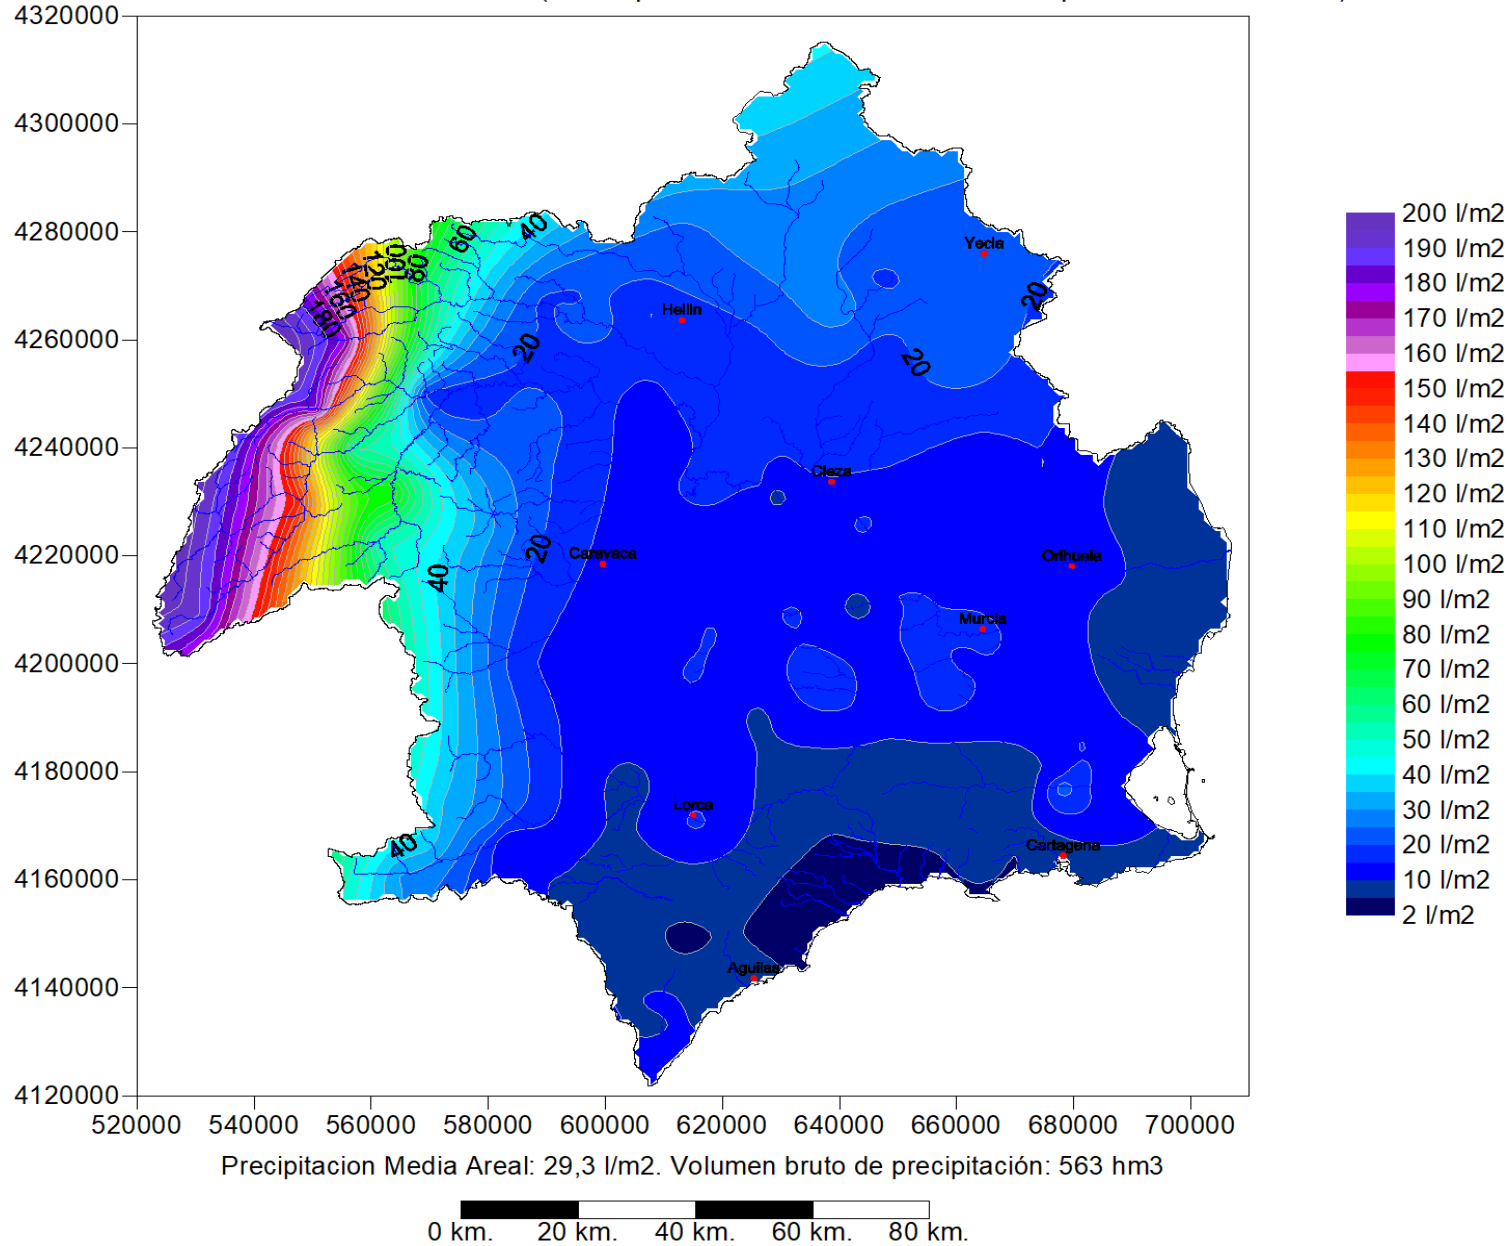 4320000
4300000
4280000
4260000
4240000
4220000
4200000
4180000
4160000
4140000
4120000
520000 540000 560000 580000 600000 620000 640000 660000 680000 700000
40
60
80
120
140
160
180
20
20
20
20
40
40
Yecla
Hellin
Cieza
Caravaca
Orihuela
Murcia
Lorca
Cartagena
Aguilas
200 l/m2
190 l/m2
180 l/m2
170 l/m2
160 l/m2
150 l/m2
140 l/m2
130 l/m2
120 l/m2
110 l/m2
100 l/m2
90 l/m2
80 l/m2
70 l/m2
60 l/m2
50 l/m2
40 l/m2
30 l/m2
20 l/m2
10 l/m2
2 l/m2
Precipitacion Media Areal: 29,3 l/m2. Volumen bruto de precipitación: 563 hm3
0 km. 20 km. 40 km. 60 km. 80 km.